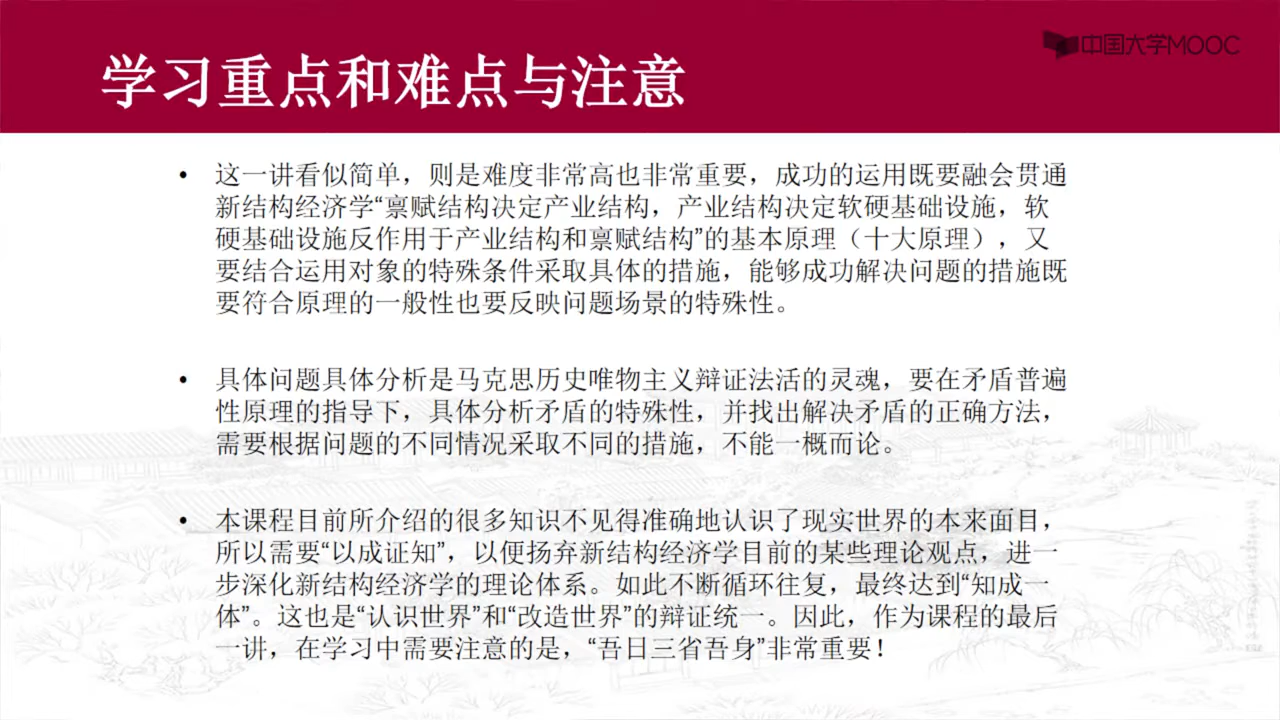 中国大学MOOC
学习重点和难点与注意
• 这一讲看似简单，则是难度非常高也非常重要，成功的运用既要融会贯通
新结构经济学“禀赋结构决定产业结构，产业结构决定软硬基础设施，软
硬基础设施反作用于产业结构和禀赋结构”的基本原理（十大原理），又
要结合运用对象的特殊条件采取具体的措施，能够成功解决问题的措施既
要符合原理的一般性也要反映问题场景的特殊性。
• 具体问题具体分析是马克思历史唯物主义辩证法活的灵魂，要在矛盾普遍
性原理的指导下，具体分析矛盾的特殊性，并找出解决矛盾的正确方法，
需要根据问题的不同情况采取不同的措施，不能一概而论。
• 本课程目前所介绍的很多知识不见得准确地认识了现实世界的本来面目，
所以需要“以成证知”，以便扬弃新结构经济学目前的某些理论观点，进一
步深化新结构经济学的理论体系。如此不断循环往复，最终达到“知成一
体”。这也是“认识世界”和“改造世界”的辩证统一。因此，作为课程的最后
一讲，在学习中需要注意的是，“吾日三省吾身”非常重要！